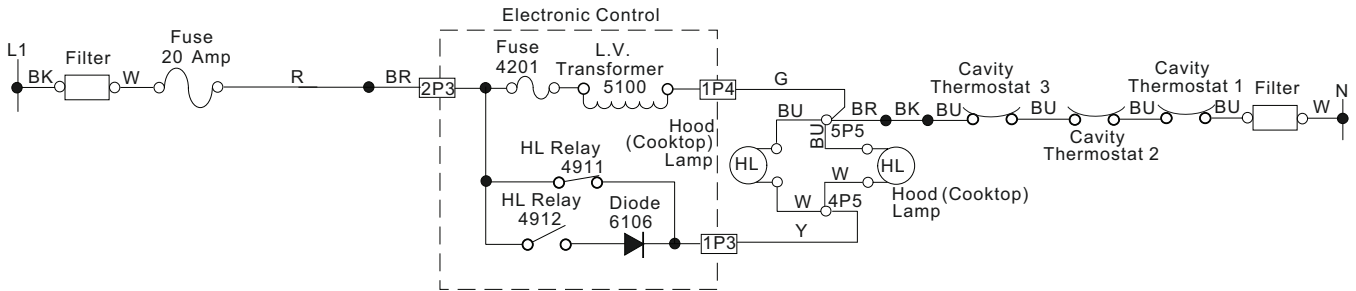 Electronic Control
L1
Filter
Fuse
20 Amp
BK
W
R
BR
2P3
Fuse
4201
L.V.
Transformer
5100
1P4
G
Hood
(Cooktop)
Lamp
BU
BU
5P5
BR
BK
BU
Cavity
Thermostat 3
BU
Cavity
Thermostat 2
BU
Cavity
Thermostat 1
BU
Filter
W
N
HL Relay
4911
HL
HL
W
W
4P5
Hood (Cooktop)
Lamp
HL Relay
4912
Diode
6106
1P3
Y